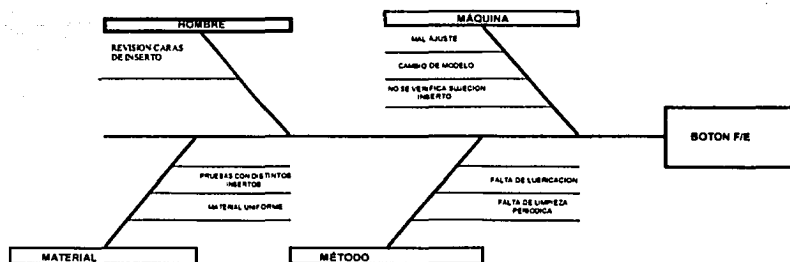 HOMBRE
MÁQUINA
REVISION CARAS
DE INSERTO
MAL AJUSTE
CAMBIO DE MODELO
NO SE VERIFICA SUJECION
INSERTO
BOTON F/E
PRUEBAS CON DISTINTOS
INSERTOS
MATERIAL UNIFORME
FALTA DE LUBRICACION
FALTA DE LIMPIEZA
PERIODICA
MATERIAL
MÉTODO